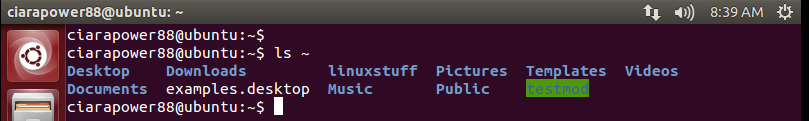 ciarapower88@ubuntu: ~ 8:39 AM
ciarapower88@ubuntu:~$
ciarapower88@ubuntu:~$ ls ~
Desktop Downloads linuxstuff Pictures Templates Videos
Documents examples.desktop Music Public testmod
ciarapower88@ubuntu:~$